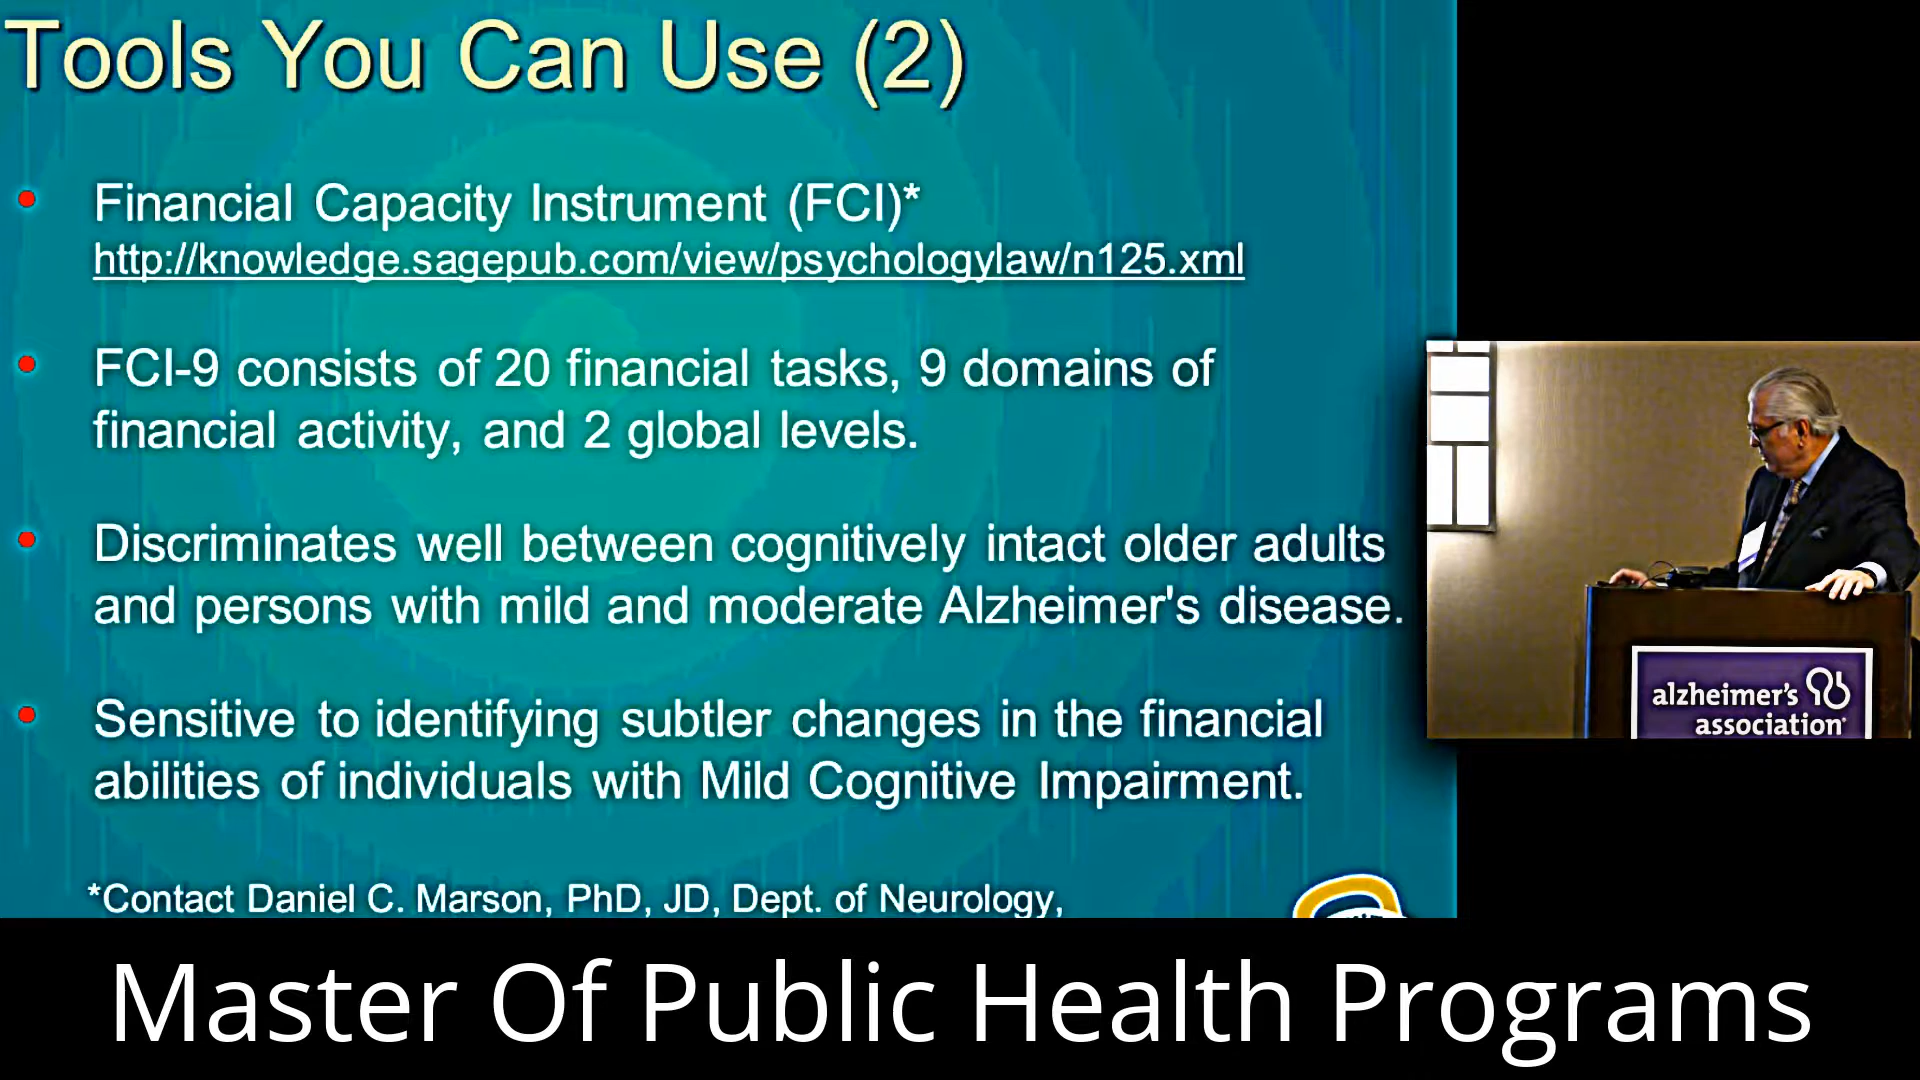 Tools You Can Use (2)
Financial Capacity Instrument (FCI)*
http://knowledge.sagepub.com/view/psychologylaw/n125.xml
FCI-9 consists of 20 financial tasks, 9 domains of
financial activity, and 2 global levels.
Discriminates well between cognitively intact older adults
and persons with mild and moderate Alzheimer's disease.
Sensitive to identifying subtler changes in the financial
abilities of individuals with Mild Cognitive Impairment.
*Contact Daniel C. Marson, PhD, JD, Dept. of Neurology,
alzheimer's
association
Master Of Public Health Programs